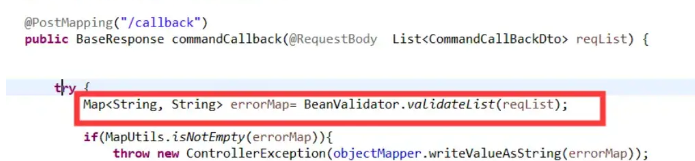 @PostMapping("/callback")
public BaseResponse commandCallback(@RequestBody  List<CommandCallBackDto> reqList) {
try {
Map<String, String> errorMap= BeanValidator.validateList(reqList);
if(MapUtils.isNotEmpty(errorMap)){
throw new ControllerException(objectMapper.writeValueAsString(errorMap));